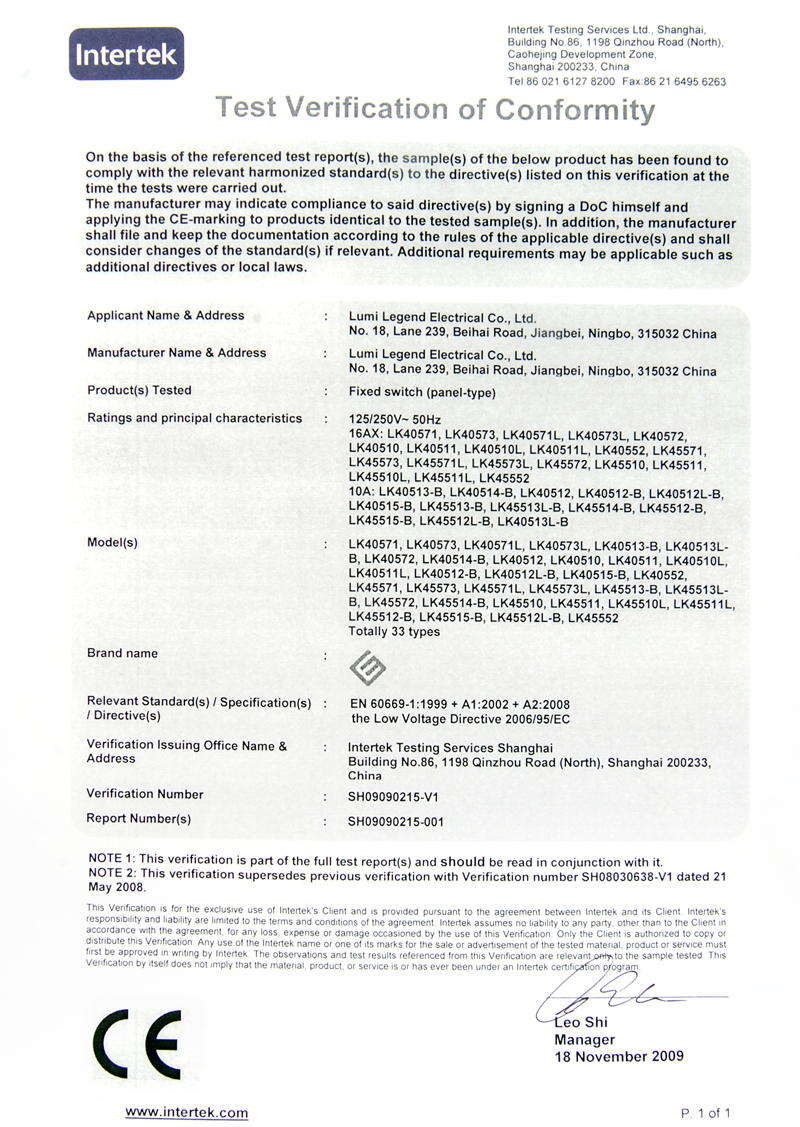 Intertek
Intertek Testing Services Ltd., Shanghai,
Building No.86, 1198 Qinzhou Road (North),
Caohejing Development Zone,
Shanghai 200233, China
Tel:86 021 6127 8200 Fax:86 21 6495 6263
Test Verification of Conformity
On the basis of the referenced test report(s), the sample(s) of the below product has been found to
comply with the relevant harmonized standard(s) to the directive(s) listed on this verification at the
time the tests were carried out.
The manufacturer may indicate compliance to said directive(s) by signing a DoC himself and
applying the CE-marking to products identical to the tested sample(s). In addition, the manufacturer
shall file and keep the documentation according to the rules of the applicable directive(s) and shall
consider changes of the standard(s) if relevant. Additional requirements may be applicable such as
additional directives or local laws.
Applicant Name & Address : Lumi Legend Electrical Co., Ltd.
No. 18, Lane 239, Beihai Road, Jiangbei, Ningbo, 315032 China
Manufacturer Name & Address : Lumi Legend Electrical Co., Ltd.
No. 18, Lane 239, Beihai Road, Jiangbei, Ningbo, 315032 China
Product(s) Tested : Fixed switch (panel-type)
Ratings and principal characteristics : 125/250V~ 50Hz
16AX: LK40571, LK40573, LK40571L, LK40573L, LK40572,
LK40510, LK40511, LK40510L, LK40511L, LK40552, LK45571,
LK45573, LK45571L, LK45573L, LK45572, LK45510, LK45511,
LK45510L, LK45511L, LK45552
10A: LK40513-B, LK40514-B, LK40512, LK40512-B, LK40512L-B,
LK40515-B, LK45513-B, LK45513L-B, LK45514-B, LK45512-B,
LK45515-B, LK45512L-B, LK40513L-B
Model(s) : LK40571, LK40573, LK40571L, LK40573L, LK40513-B, LK40513L-
B, LK40572, LK40514-B, LK40512, LK40510, LK40511, LK40510L,
LK40511L, LK40512-B, LK40512L-B, LK40515-B, LK40552,
LK45571, LK45573, LK45571L, LK45573L, LK45513-B, LK45513L-
B, LK45572, LK45514-B, LK45510, LK45511, LK45510L, LK45511L,
LK45512-B, LK45515-B, LK45512L-B, LK45552
Totally 33 types
Brand name :
Relevant Standard(s) / Specification(s) : EN 60669-1:1999 + A1:2002 + A2:2008
/ Directive(s) the Low Voltage Directive 2006/95/EC
Verification Issuing Office Name & : Intertek Testing Services Shanghai
Address Building No.86, 1198 Qinzhou Road (North), Shanghai 200233,
China
Verification Number : SH09090215-V1
Report Number(s) : SH09090215-001
NOTE 1: This verification is part of the full test report(s) and should be read in conjunction with it.
NOTE 2: This verification supersedes previous verification with Verification number SH08030638-V1 dated 21
May 2008.
This Verification is for the exclusive use of Intertek's Client and is provided pursuant to the agreement between Intertek and its Client. Intertek's
responsibility and liability are limited to the terms and conditions of the agreement. Intertek assumes no liability to any party, other than to the Client in
accordance with the agreement, for any loss, expense or damage occasioned by the use of this Verification. Only the Client is authorized to copy or
distribute this Verification. Any use of the Intertek name or one of its marks for the sale or advertisement of the tested material, product or service must
first be approved in writing by Intertek. The observations and test results referenced from this Verification are relevant only to the sample tested. This
Verification by itself does not imply that the material, product, or service is or has ever been under an Intertek certification program.
Leo Shi
Manager
18 November 2009
CE
www.intertek.com
P. 1 of 1